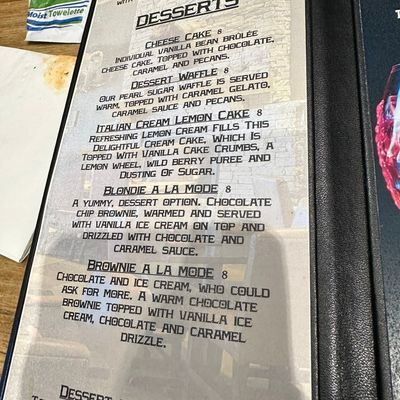 Moist Towelette
DESSERTS
CHEESE CAKE 8
INDIVIDUAL VANILLA BEAN BRÛLÉE
CHEESE CAKE. TOPPED WITH CHOCOLATE,
CARAMEL AND PECANS.
DESSERT WAFFLE 8
OUR PEARL SUGAR WAFFLE IS SERVED
WARM, TOPPED WITH CARAMEL GELATO,
CARAMEL SAUCE AND PECANS.
ITALIAN CREAM LEMON CAKE 8
REFRESHING LEMON CREAM FILLS THIS
DELIGHTFUL CREAM CAKE, WHICH IS
TOPPED WITH VANILLA CAKE CRUMBS, A
LEMON WHEEL, WILD BERRY PUREE AND
DUSTING OF SUGAR.
BLONDIE A LA MODE 8
A YUMMY, DESSERT OPTION. CHOCOLATE
CHIP BROWNIE, WARMED AND SERVED
WITH VANILLA ICE CREAM ON TOP AND
DRIZZLED WITH CHOCOLATE AND
CARAMEL SAUCE.
BROWNIE A LA MODE 8
CHOCOLATE AND ICE CREAM, WHO COULD
ASK FOR MORE. A WARM CHOCOLATE
BROWNIE TOPPED WITH VANILLA ICE
CREAM, CHOCOLATE AND CARAMEL
DRIZZLE.
DESSERT